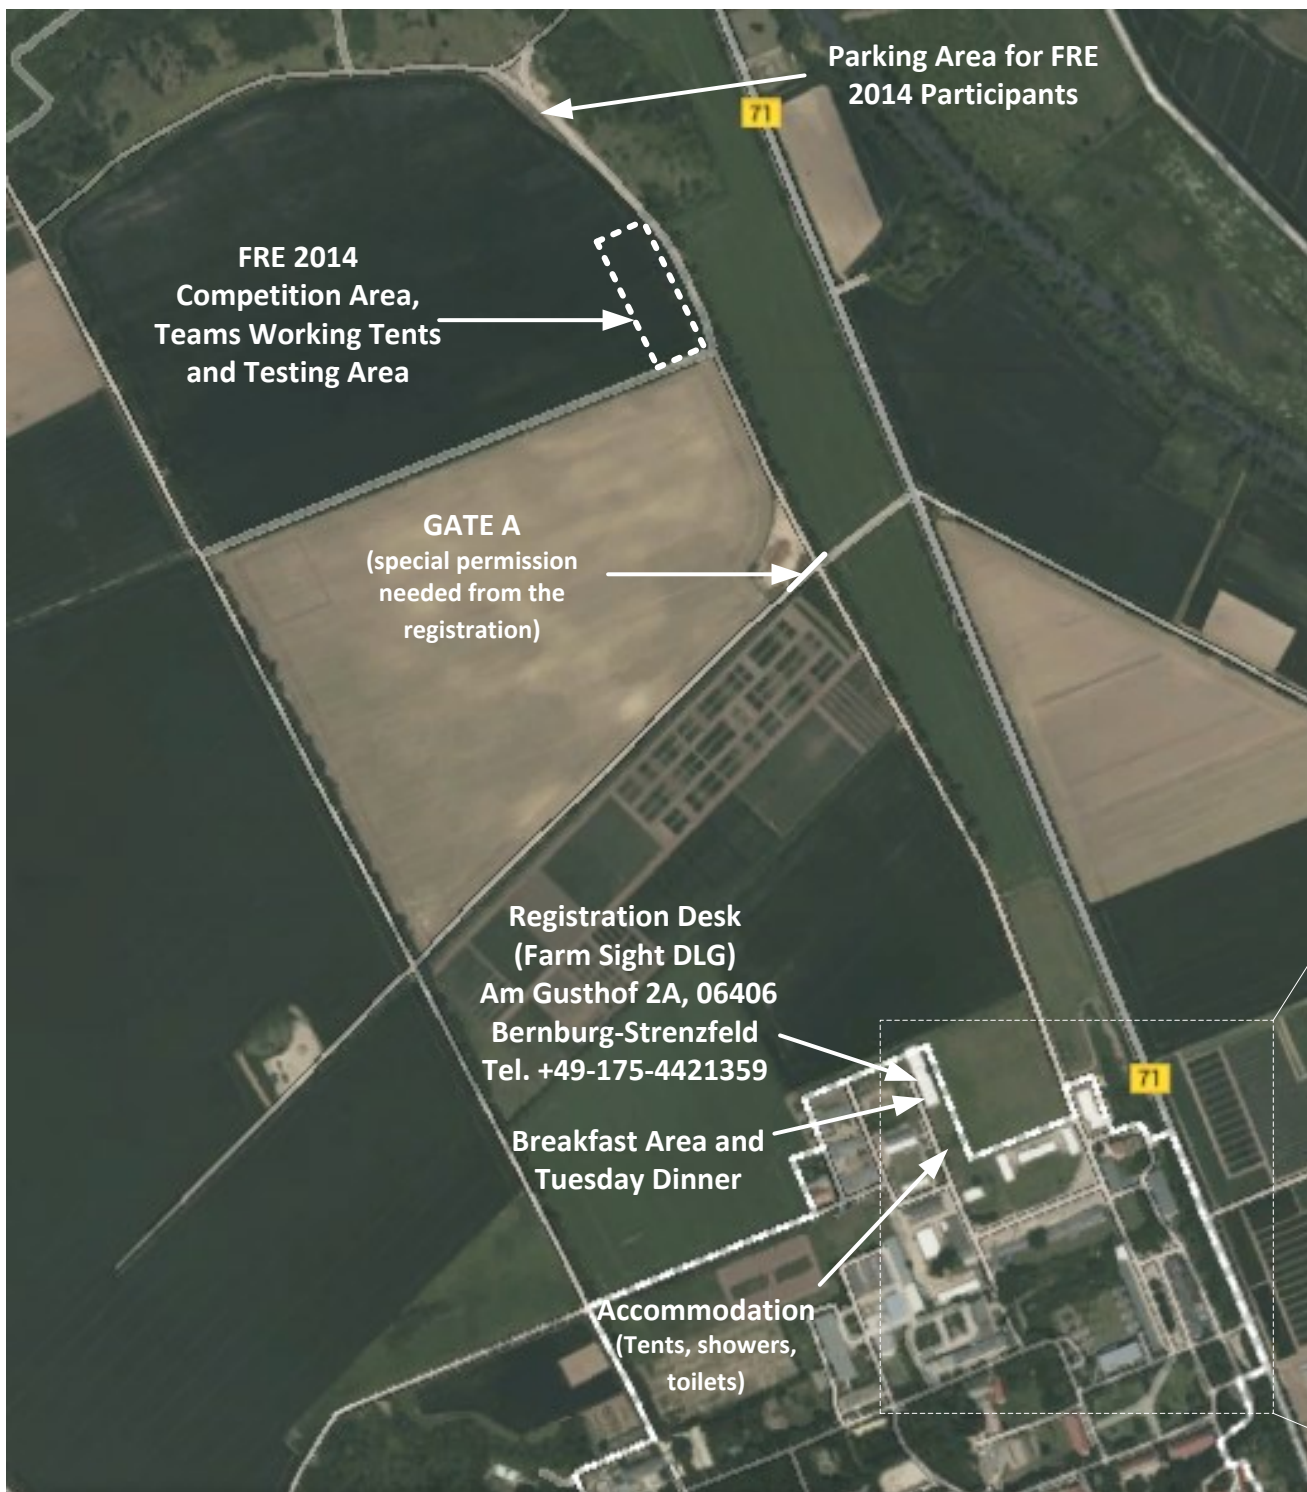 Parking Area for FRE
2014 Participants
71
FRE 2014
Competition Area,
Teams Working Tents
and Testing Area
GATE A
(special permission
needed from the
registration)
Registration Desk
(Farm Sight DLG)
Am Gusthof 2A, 06406
Bernburg-Strenzfeld
Tel. +49-175-4421359
71
Breakfast Area and
Tuesday Dinner
Accommodation
(Tents, showers,
toilets)